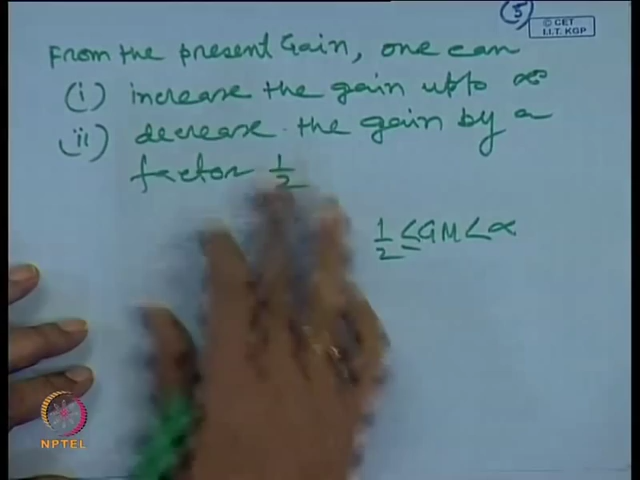 5
© CET
I.I.T. KGP
From the present Gain, one can
(i) increase the gain upto ∞
(ii) decrease the gain by a
factor 1/2
1/2 ≤ GM < ∝
NPTEL